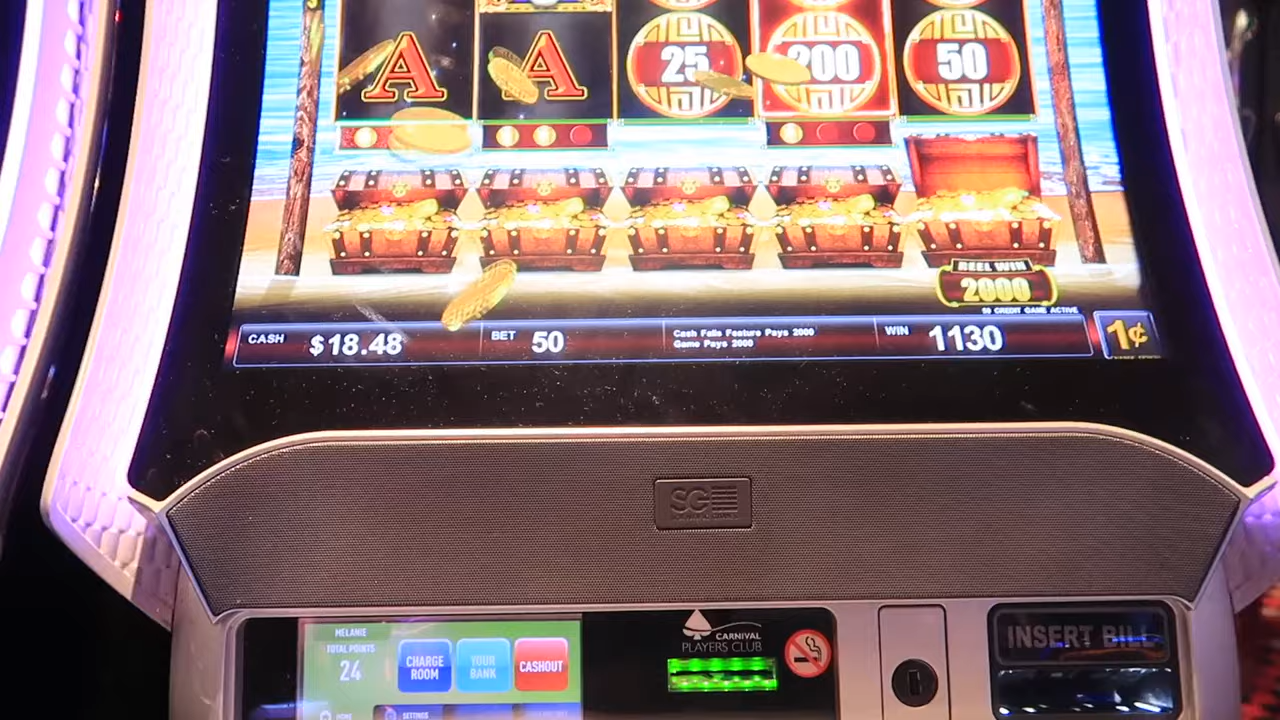 A A 25 200 50
REEL WIN
2000
50 CREDIT GAME ACTIVE
CASH $18.48 BET 50 Cash Falls Feature Pays 2000 WIN 1130 1¢
Game Pays 2000
SG
MELANIE
TOTAL POINTS
24
CHARGE ROOM
YOUR BANK
CASHOUT
HOME SETTINGS
CARNIVAL
PLAYERS CLUB
INSERT BILL